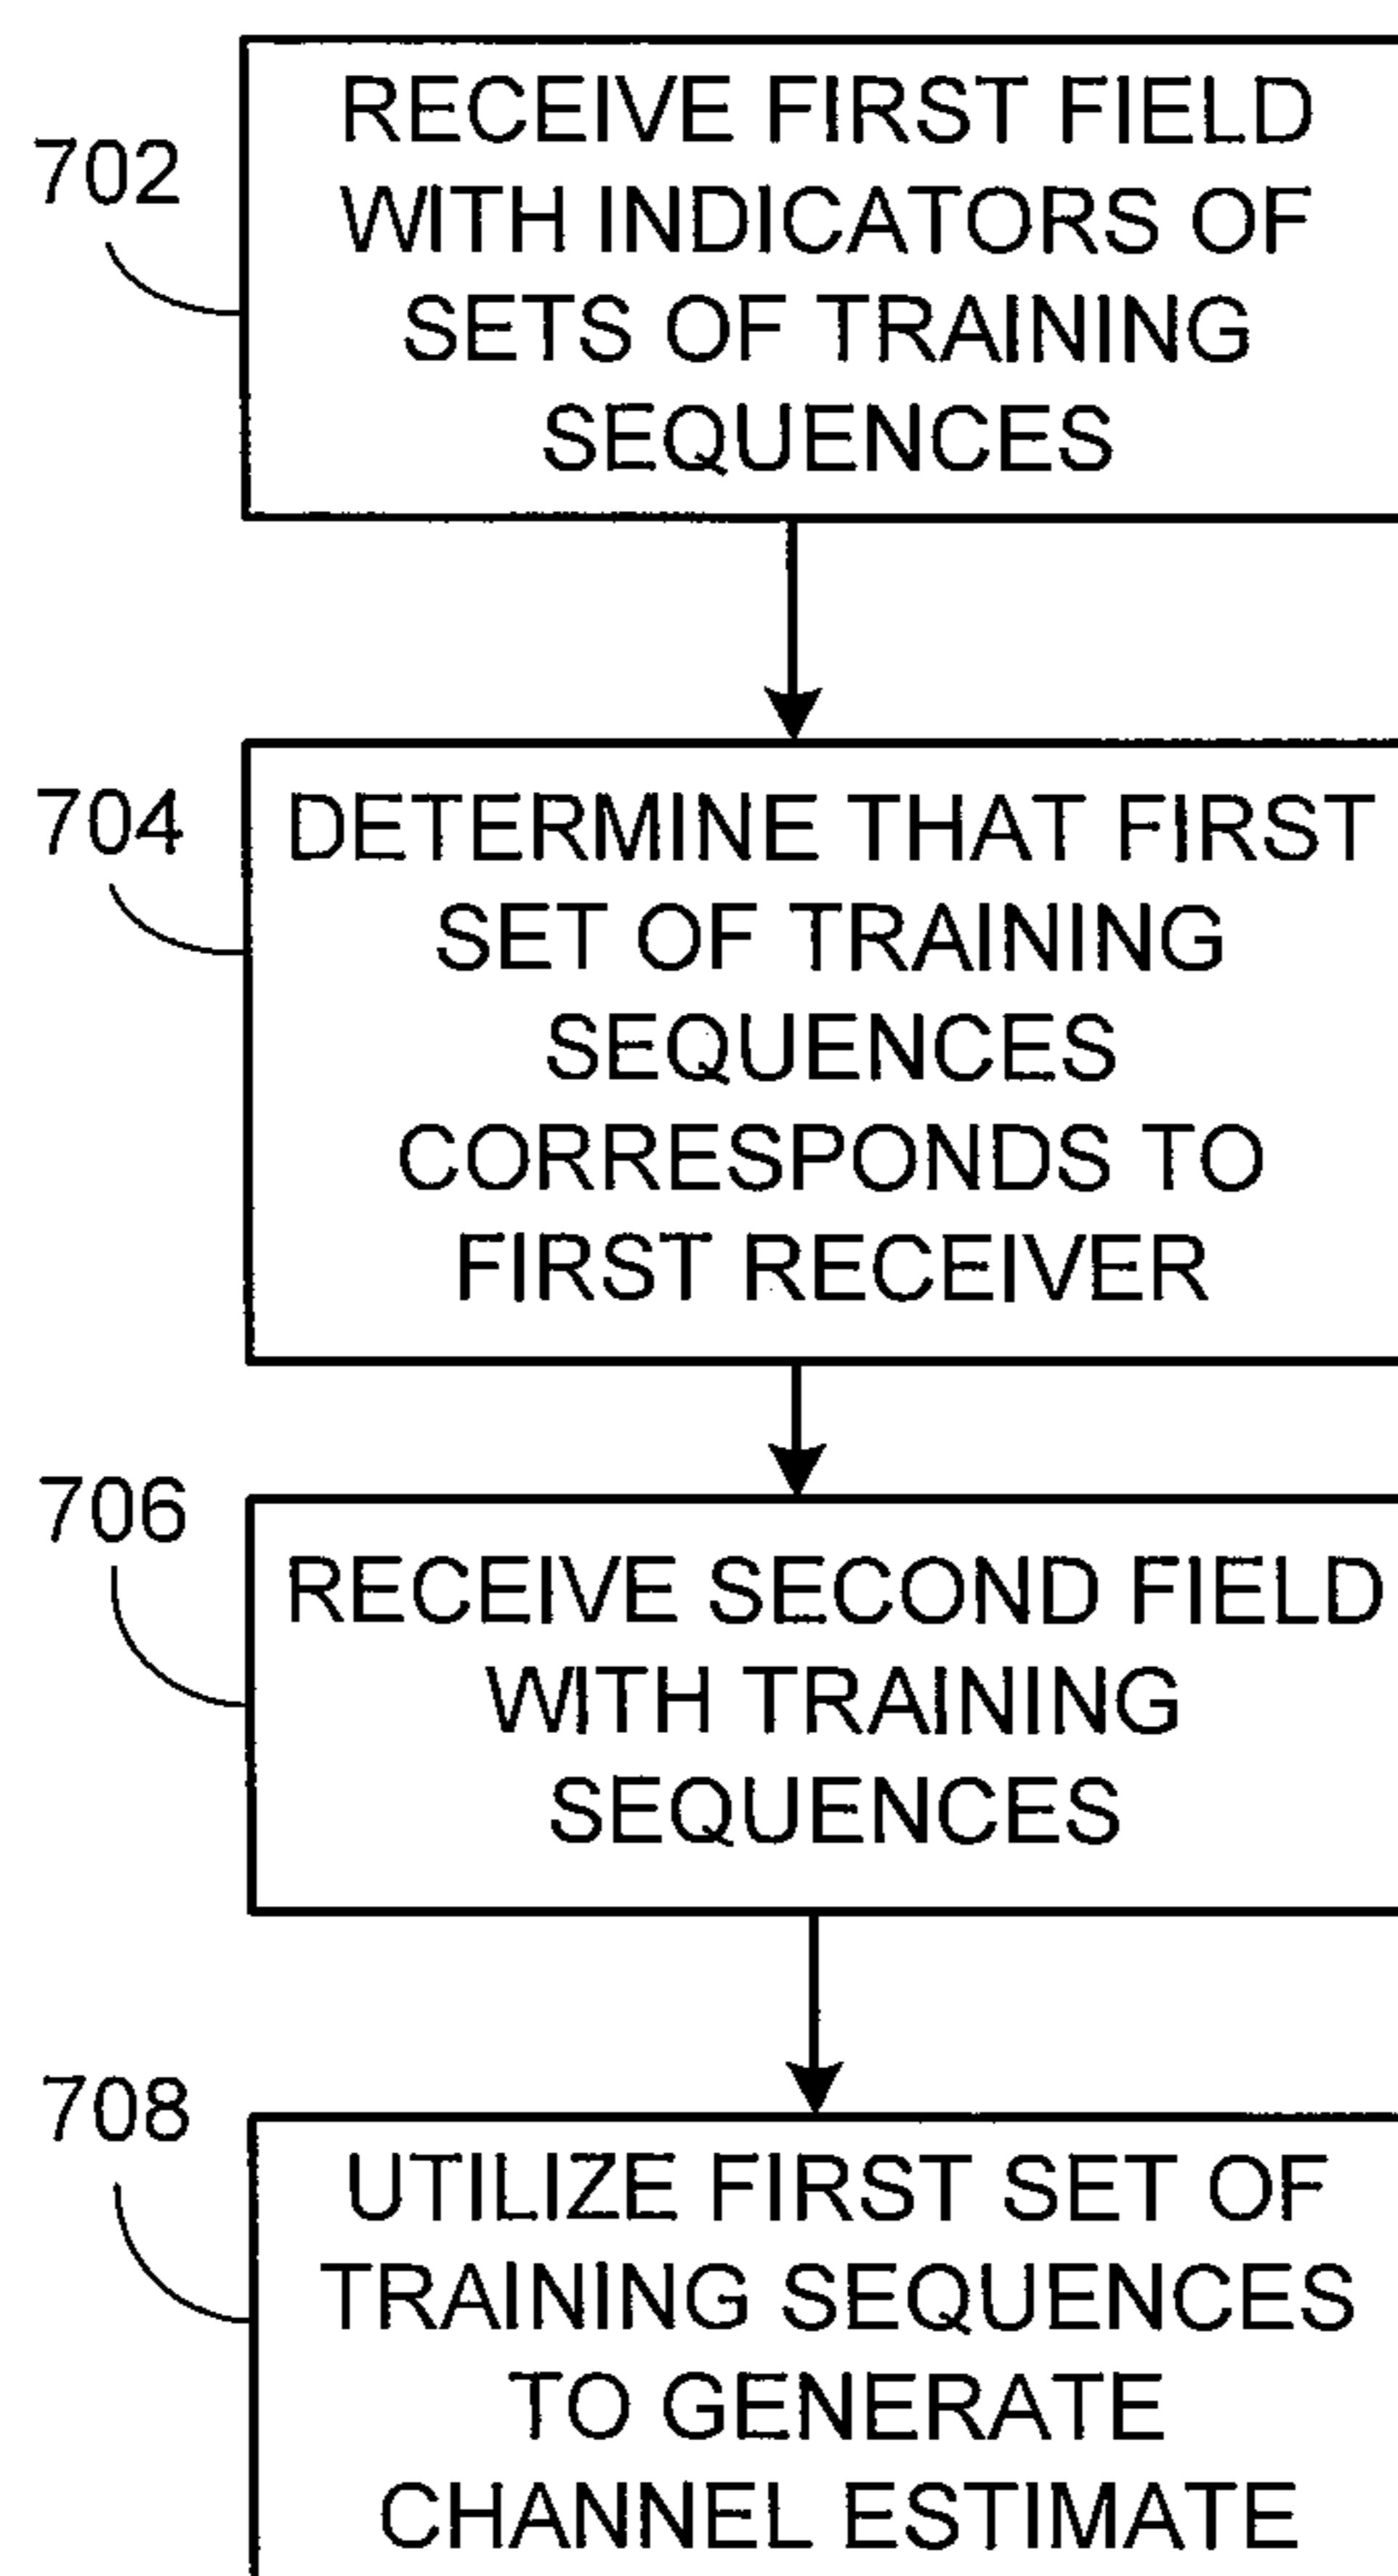 702
RECEIVE FIRST FIELD
WITH INDICATORS OF
SETS OF TRAINING
SEQUENCES
704
DETERMINE THAT FIRST
SET OF TRAINING
SEQUENCES
CORRESPONDS TO
FIRST RECEIVER
706
RECEIVE SECOND FIELD
WITH TRAINING
SEQUENCES
708
UTILIZE FIRST SET OF
TRAINING SEQUENCES
TO GENERATE
CHANNEL ESTIMATE